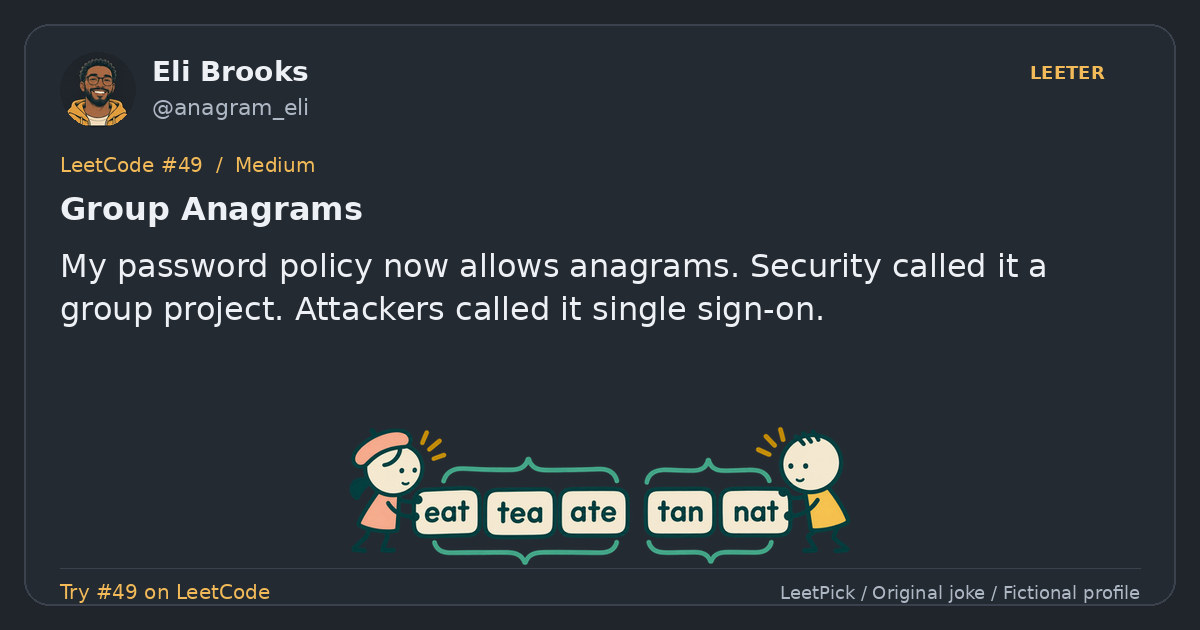 Eli Brooks
@anagram_eli
LEETER
LeetCode #49 / Medium
Group Anagrams
My password policy now allows anagrams. Security called it a
group project. Attackers called it single sign-on.
eat tea ate tan nat
Try #49 on LeetCode
LeetPick / Original joke / Fictional profile